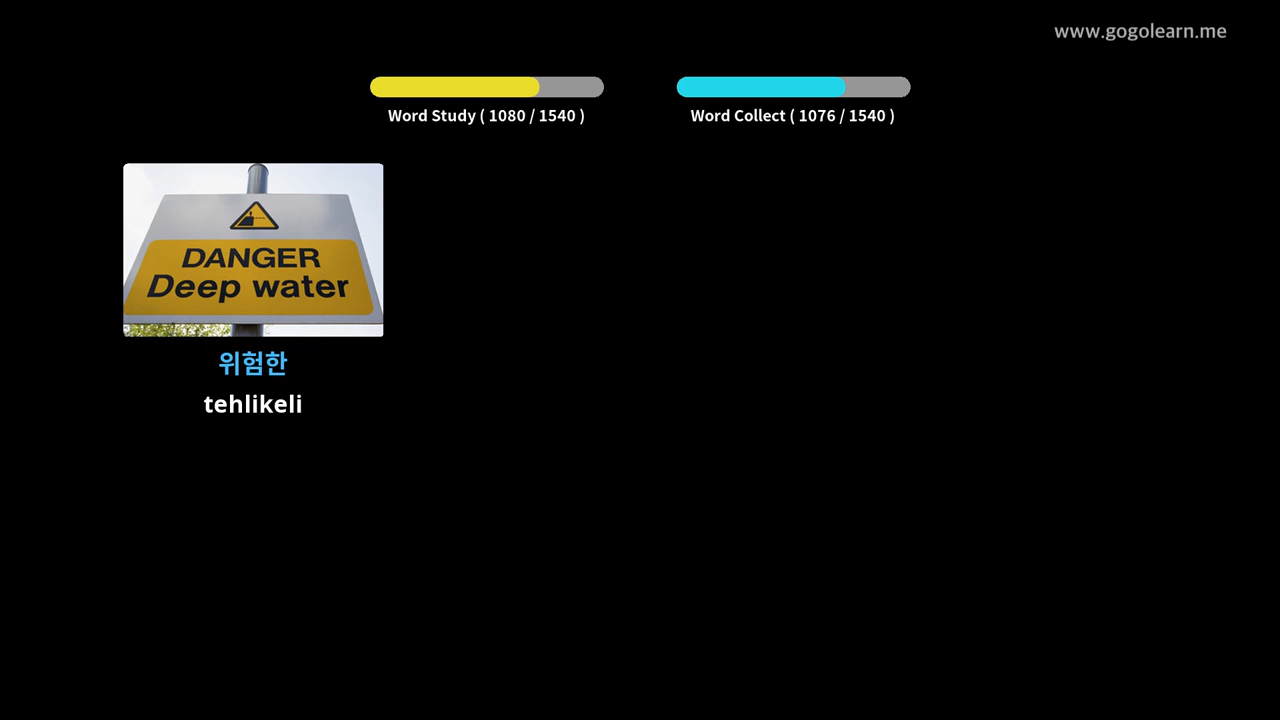 www.gogolearn.me
Word Study ( 1080 / 1540 )
Word Collect ( 1076 / 1540 )
DANGER
Deep water
위험한
tehlikeli